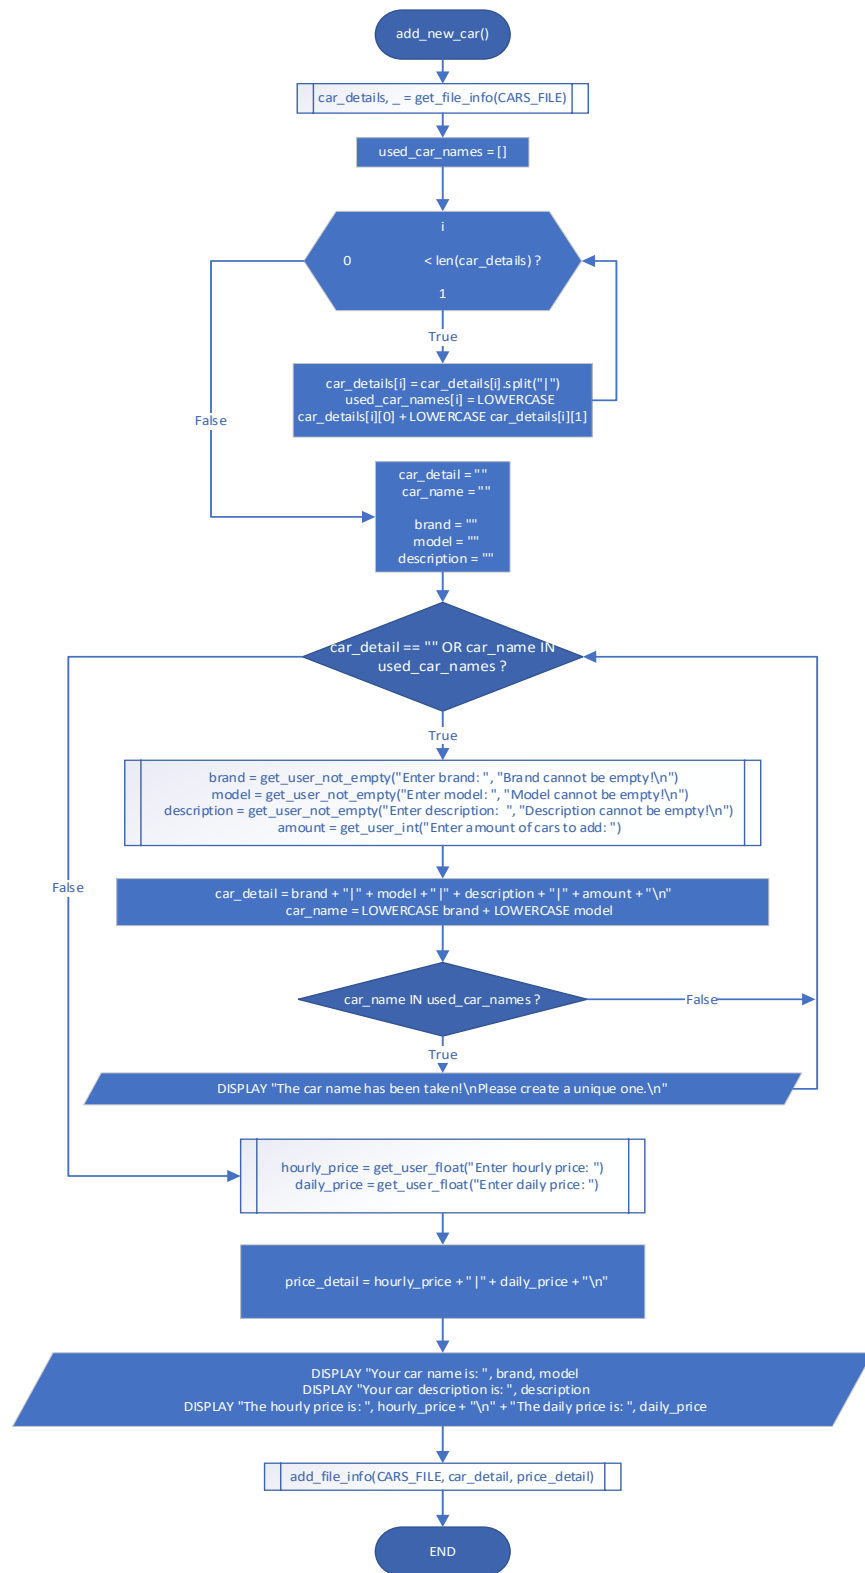 add_new_car()
car_details, _ = get_file_info(CARS_FILE)
used_car_names = []
i
0 < len(car_details) ?
1
True
car_details[i] = car_details[i].split("|")
used_car_names[i] = LOWERCASE
car_details[i][0] + LOWERCASE car_details[i][1]
False
car_detail = ""
car_name = ""
brand = ""
model = ""
description = ""
car_detail == "" OR car_name IN
used_car_names ?
True
brand = get_user_not_empty("Enter brand: ", "Brand cannot be empty!\n")
model = get_user_not_empty("Enter model: ", "Model cannot be empty!\n")
description = get_user_not_empty("Enter description:  ", "Description cannot be empty!\n")
amount = get_user_int("Enter amount of cars to add: ")
False
car_detail = brand + "|" + model + "|" + description + "|" + amount + "\n"
car_name = LOWERCASE brand + LOWERCASE model
car_name IN used_car_names ?
False
True
DISPLAY "The car name has been taken!\nPlease create a unique one.\n"
hourly_price = get_user_float("Enter hourly price: ")
daily_price = get_user_float("Enter daily price: ")
price_detail = hourly_price + "|" + daily_price + "\n"
DISPLAY "Your car name is: ", brand, model
DISPLAY "Your car description is: ", description
DISPLAY "The hourly price is: ", hourly_price + "\n" + "The daily price is: ", daily_price
add_file_info(CARS_FILE, car_detail, price_detail)
END